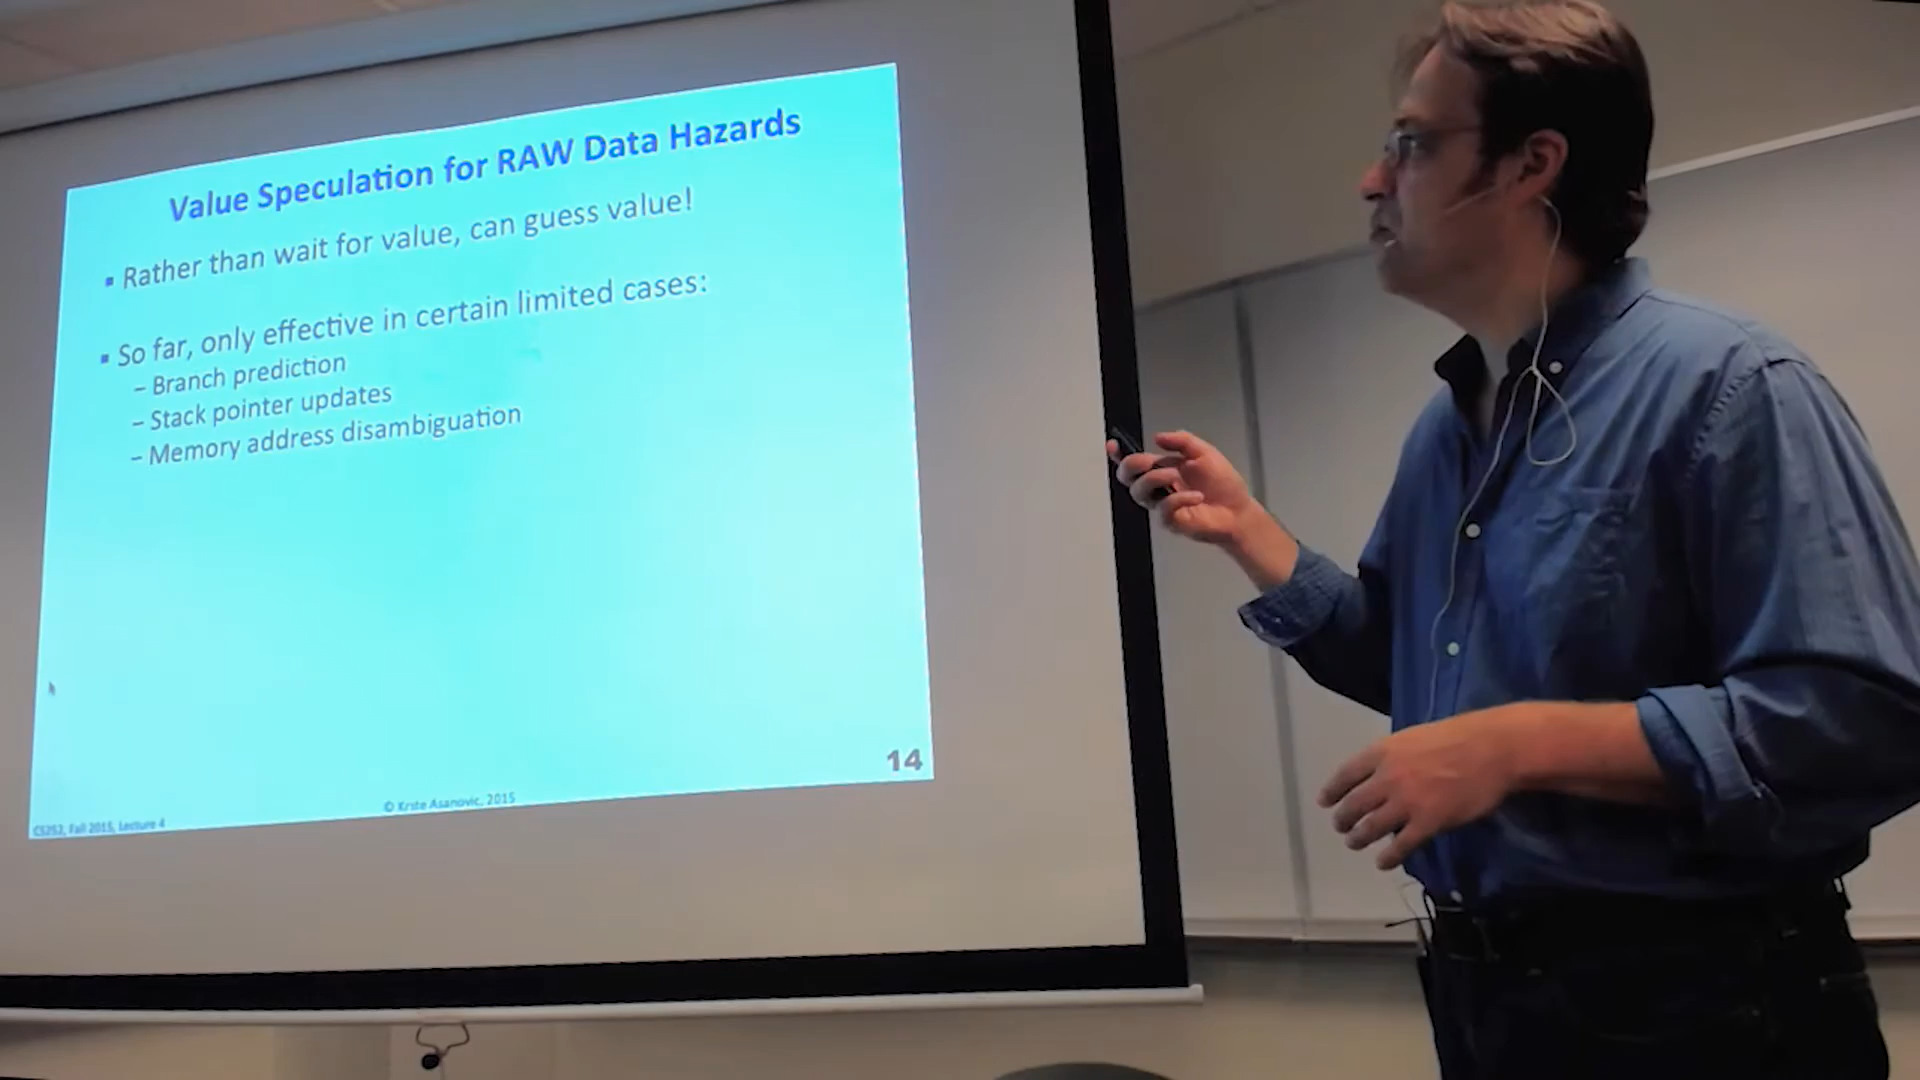 Value Speculation for RAW Data Hazards
▪ Rather than wait for value, can guess value!
▪ So far, only effective in certain limited cases:
– Branch prediction
– Stack pointer updates
– Memory address disambiguation
14
© Krste Asanovic, 2015
CS252, Fall 2015, Lecture 4